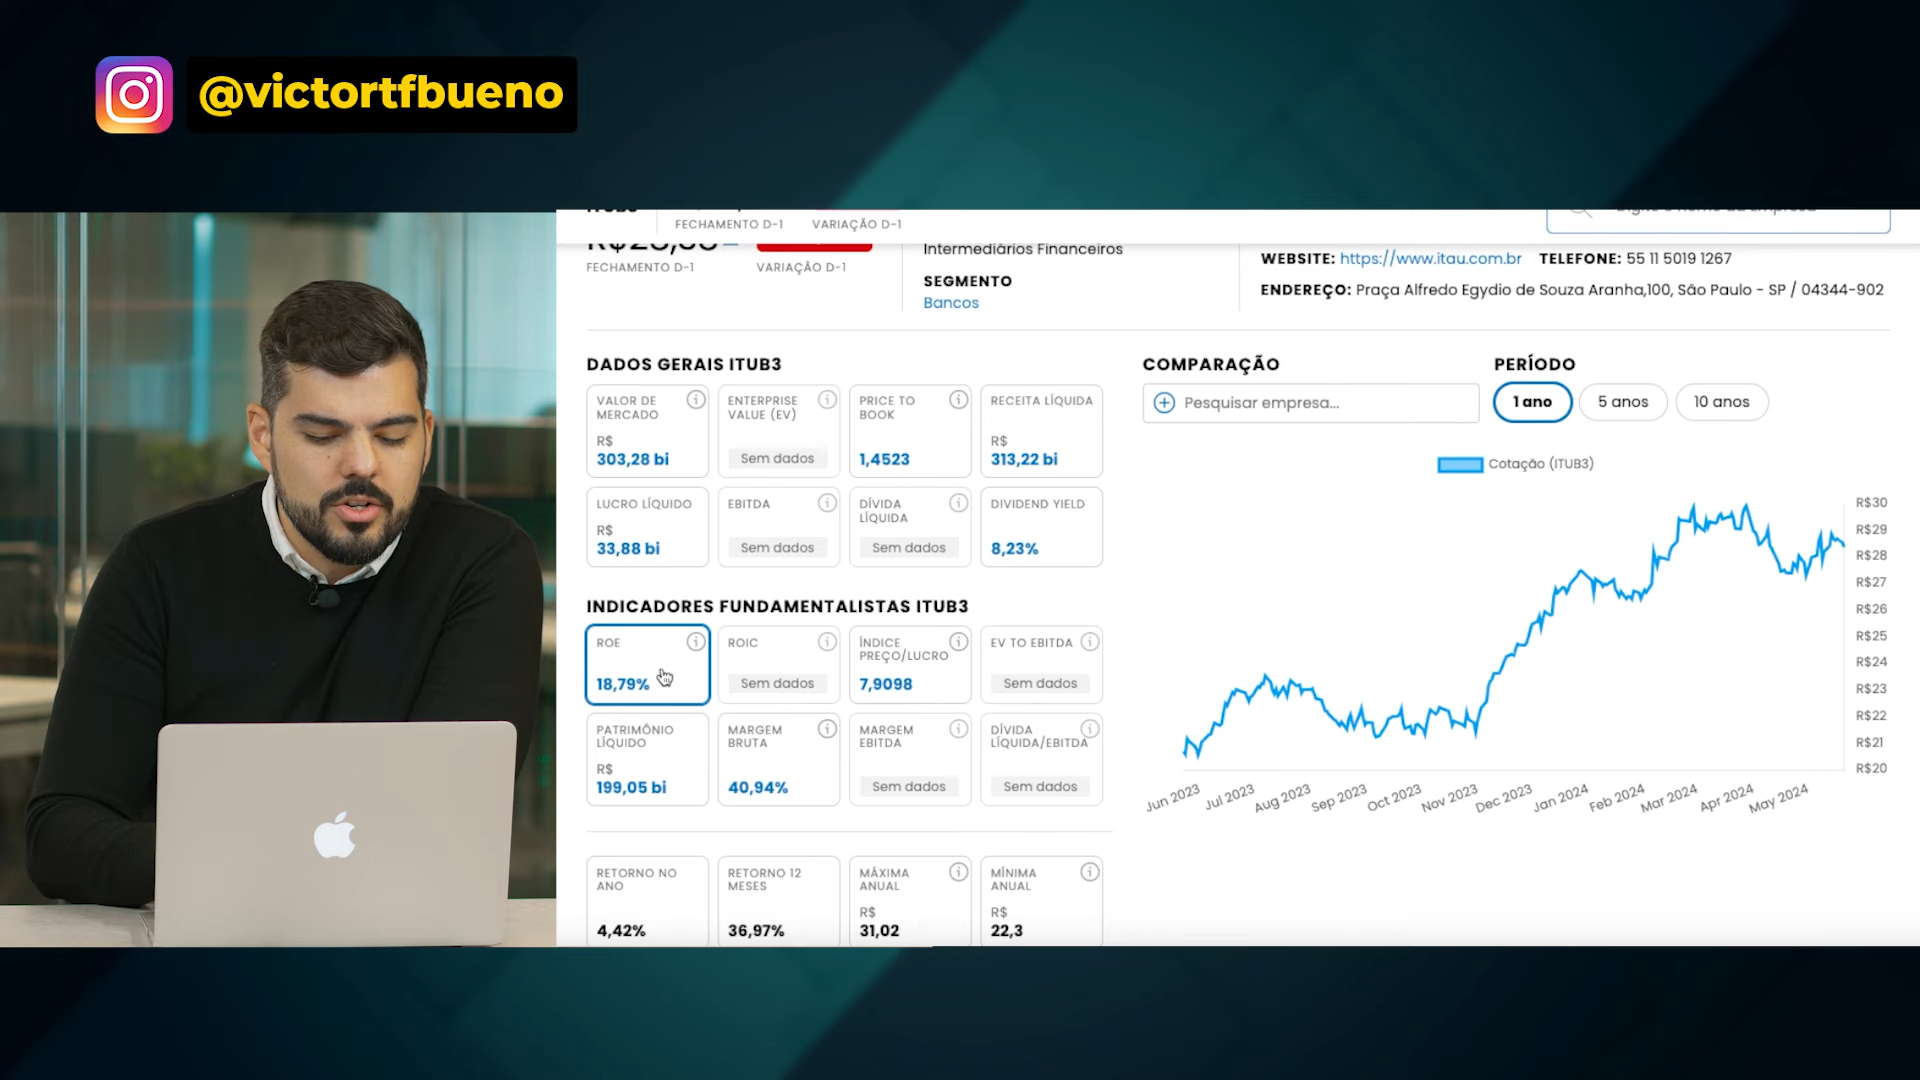 @victortfbueno
FECHAMENTO D-1
VARIAÇÃO D-1
FECHAMENTO D-1
VARIAÇÃO D-1
Intermediários Financeiros
SEGMENTO
Bancos
WEBSITE: https://www.itau.com.br TELEFONE: 55 11 5019 1267
ENDEREÇO: Praça Alfredo Egydio de Souza Aranha,100, São Paulo - SP / 04344-902
DADOS GERAIS ITUB3
VALOR DE
MERCADO
R$
303,28 bi
ENTERPRISE
VALUE (EV)
Sem dados
PRICE TO
BOOK
1,4523
RECEITA LÍQUIDA
R$
313,22 bi
LUCRO LÍQUIDO
R$
33,88 bi
EBITDA
Sem dados
DÍVIDA
LÍQUIDA
Sem dados
DIVIDEND YIELD
8,23%
INDICADORES FUNDAMENTALISTAS ITUB3
ROE
18,79%
ROIC
Sem dados
ÍNDICE
PREÇO/LUCRO
7,9098
EV TO EBITDA
Sem dados
PATRIMÔNIO
LÍQUIDO
R$
199,05 bi
MARGEM
BRUTA
40,94%
MARGEM
EBITDA
Sem dados
DÍVIDA
LÍQUIDA/EBITDA
Sem dados
RETORNO NO
ANO
4,42%
RETORNO 12
MESES
36,97%
MÁXIMA
ANUAL
R$
31,02
MÍNIMA
ANUAL
R$
22,3
COMPARAÇÃO
Pesquisar empresa...
PERÍODO
1 ano
5 anos
10 anos
Cotação (ITUB3)
R$30
R$29
R$28
R$27
R$26
R$25
R$24
R$23
R$22
R$21
R$20
Jun 2023
Jul 2023
Aug 2023
Sep 2023
Oct 2023
Nov 2023
Dec 2023
Jan 2024
Feb 2024
Mar 2024
Apr 2024
May 2024